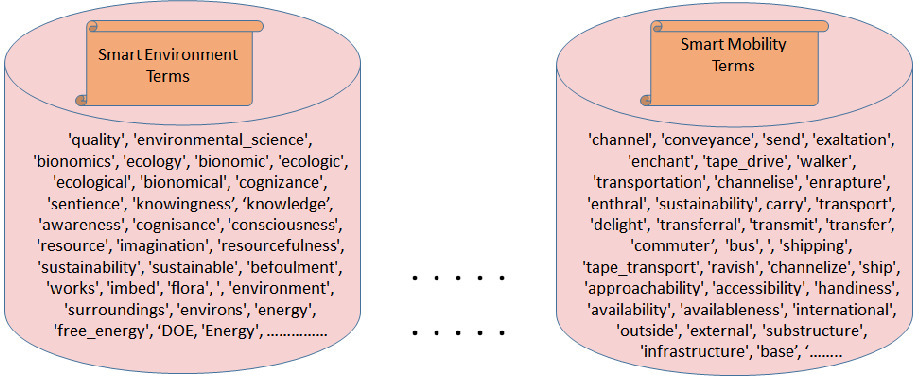 Smart Environment
Terms
'quality', 'environmental_science',
'bionomics', 'ecology', 'bionomic', 'ecologic',
'ecological', 'bionomical', 'cognizance',
'sentience', 'knowingness’, ‘knowledge’,
'awareness', 'cognisance', 'consciousness',
'resource', 'imagination', 'resourcefulness',
'sustainability', 'sustainable', 'befoulment',
'works', 'imbed', 'flora', ', 'environment',
'surroundings', 'environs', 'energy',
'free_energy', ‘DOE, 'Energy', ……………
. . . . .
. . . . .
Smart Mobility
Terms
'channel', 'conveyance', 'send', 'exaltation',
'enchant', 'tape_drive', 'walker',
'transportation', 'channelise', 'enrapture',
'enthral', 'sustainability', carry', 'transport',
'delight', 'transferral', 'transmit', 'transfer’,
'commuter’, 'bus', ', 'shipping',
'tape_transport', 'ravish', 'channelize', 'ship',
'approachability', 'accessibility', 'handiness',
'availability', 'availableness', 'international',
'outside', 'external', 'substructure',
'infrastructure', 'base’, ‘……..